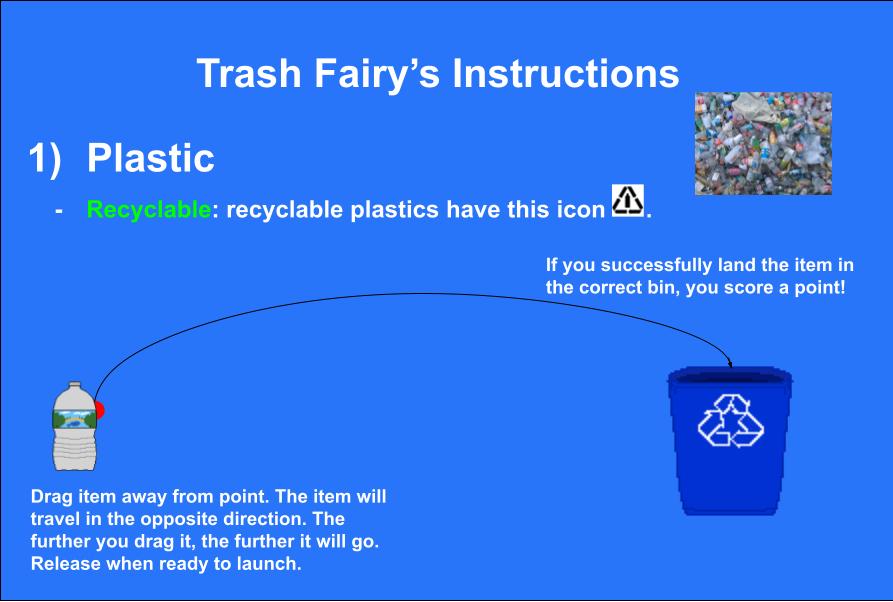 Trash Fairy’s Instructions
1) Plastic
- Recyclable: recyclable plastics have this icon 1.
If you successfully land the item in
the correct bin, you score a point!
Drag item away from point. The item will
travel in the opposite direction. The
further you drag it, the further it will go.
Release when ready to launch.